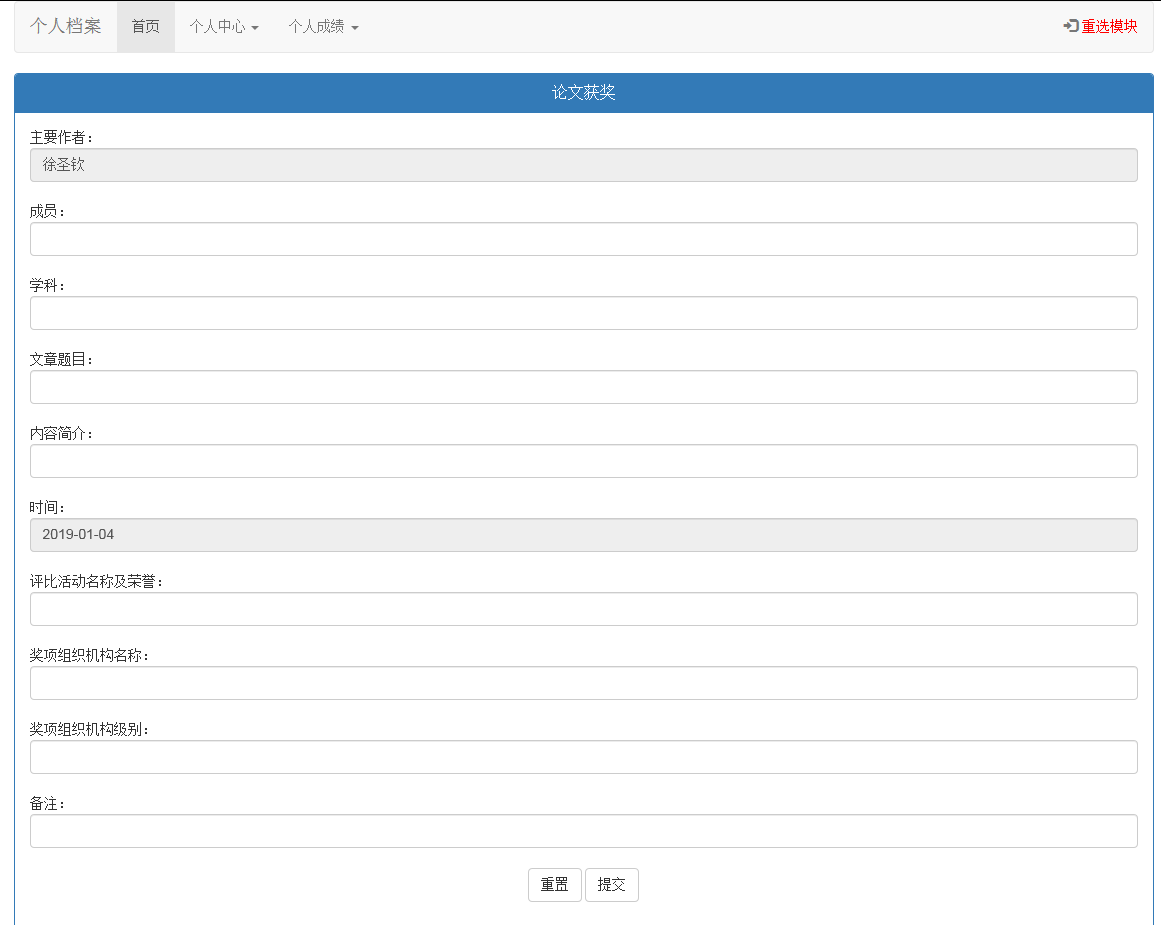 个人档案 首页 个人中心 个人成绩 重选模块
论文获奖
主要作者：
徐圣钦
成员：
学科：
文章题目：
内容简介：
时间：
2019-01-04
评比活动名称及荣誉：
奖项组织机构名称：
奖项组织机构级别：
备注：
重置 提交